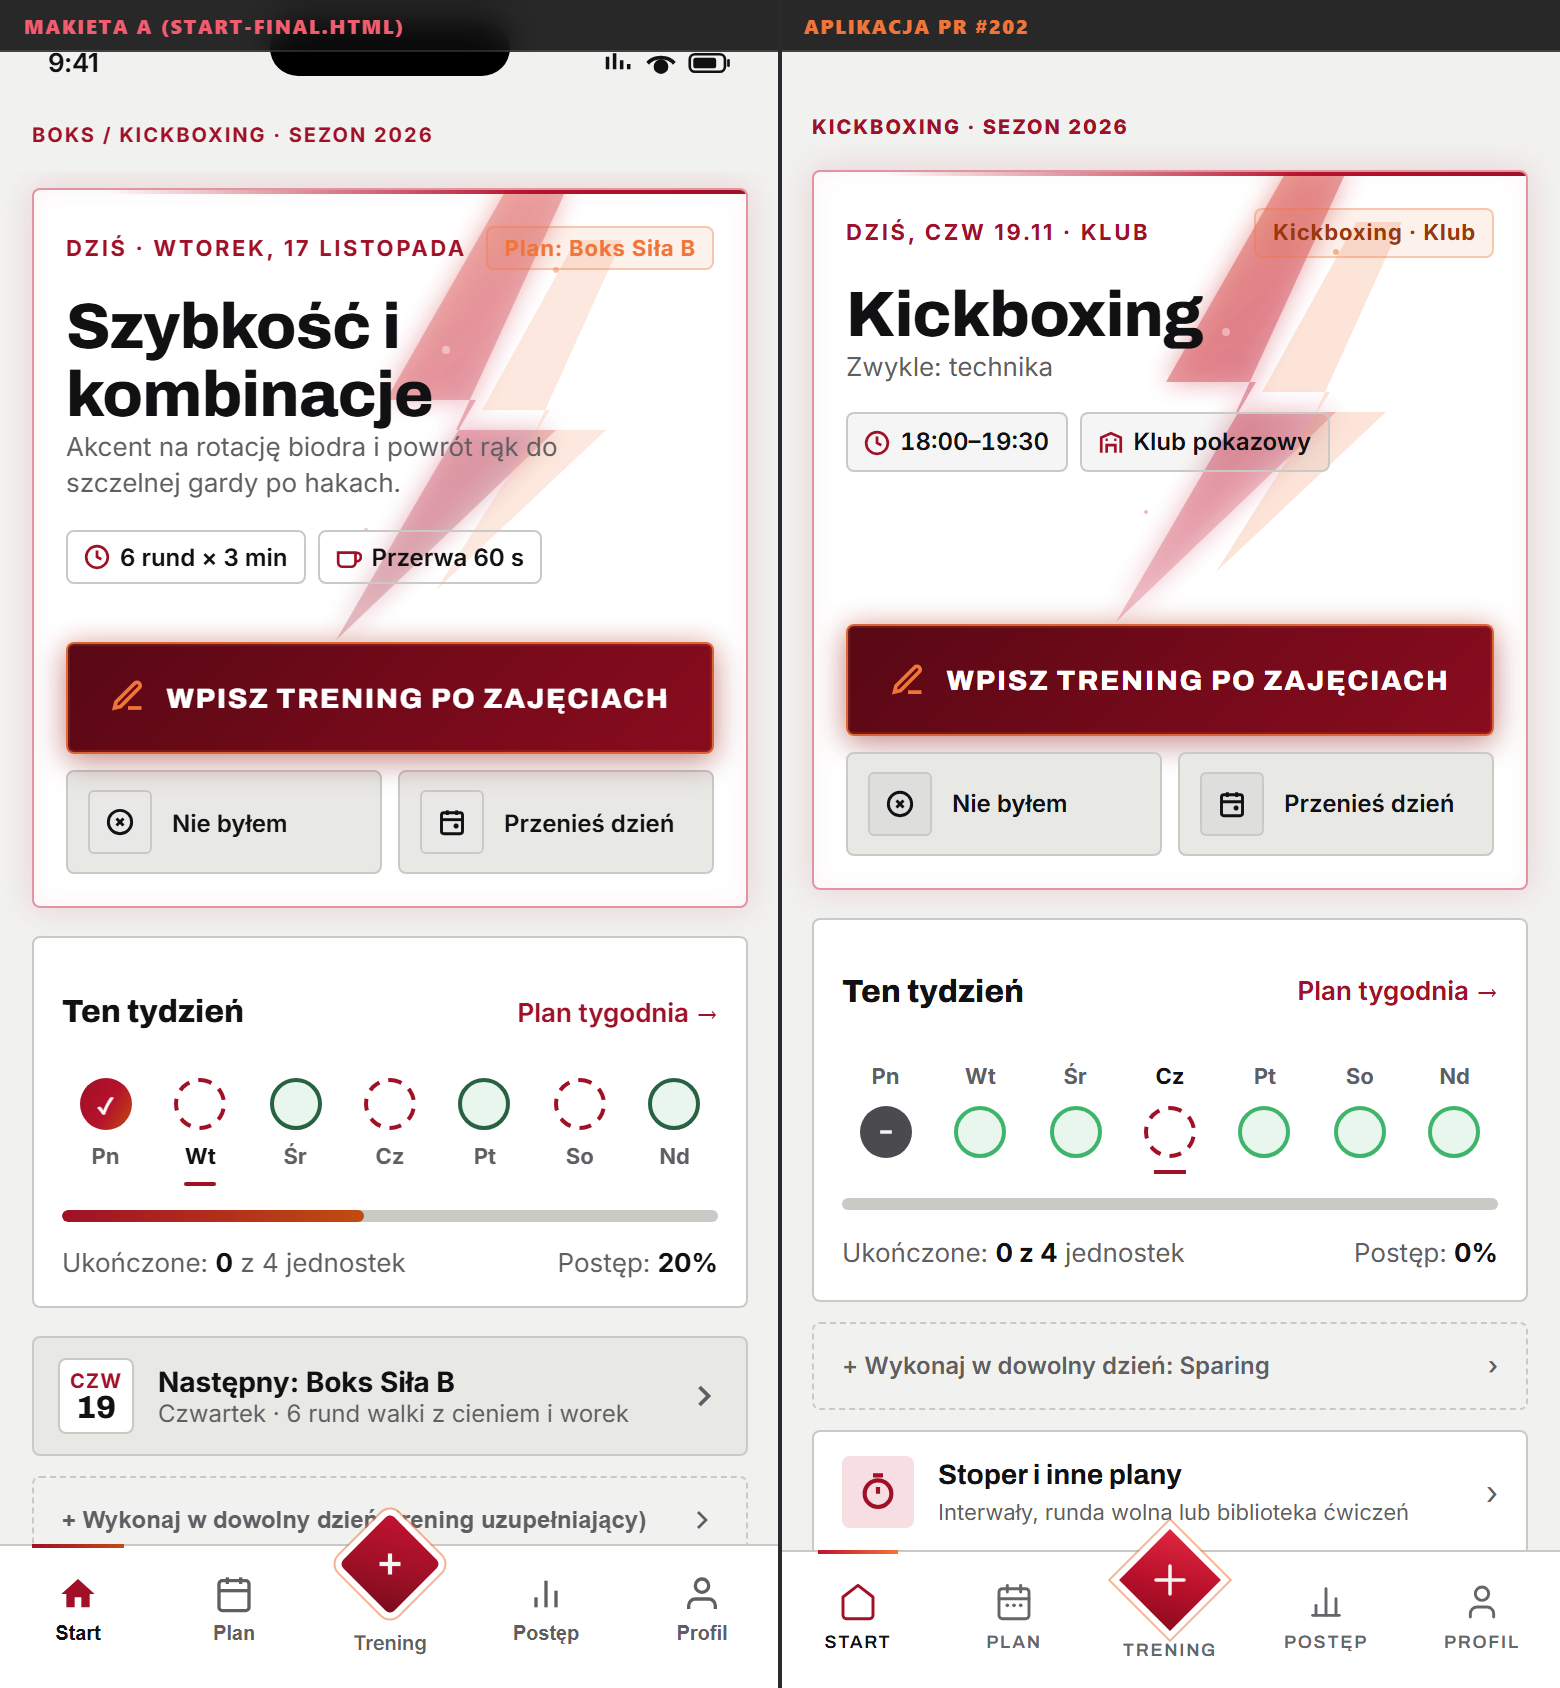 MAKIETA A (START-FINAL.HTML)
9:41
BOKS / KICKBOXING · SEZON 2026
DZIŚ · WTOREK, 17 LISTOPADA
Plan: Boks Siła B
Szybkość i
kombinacje
Akcent na rotację biodra i powrót rąk do
szczelnej gardy po hakach.
6 rund × 3 min
Przerwa 60 s
WPISZ TRENING PO ZAJĘCIACH
Nie byłem
Przenieś dzień
Ten tydzień
Plan tygodnia →
Pn Wt Śr Cz Pt So Nd
Ukończone: 0 z 4 jednostek
Postęp: 20%
CZW
19
Następny: Boks Siła B
Czwartek · 6 rund walki z cieniem i worek
+ Wykonaj w dowolny dzień uzupełniający)
Start
Plan
Trening
Postęp
Profil
APLIKACJA PR #202
KICKBOXING · SEZON 2026
DZIŚ, CZW 19.11 · KLUB
Kickboxing · Klub
Kickboxing
Zwykle: technika
18:00–19:30
Klub pokazowy
WPISZ TRENING PO ZAJĘCIACH
Nie byłem
Przenieś dzień
Ten tydzień
Plan tygodnia →
Pn Wt Śr Cz Pt So Nd
Ukończone: 0 z 4 jednostek
Postęp: 0%
+ Wykonaj w dowolny dzień: Sparing
Stoper i inne plany
Interwały, runda wolna lub biblioteka ćwiczeń
START
PLAN
TRENING
POSTĘP
PROFIL